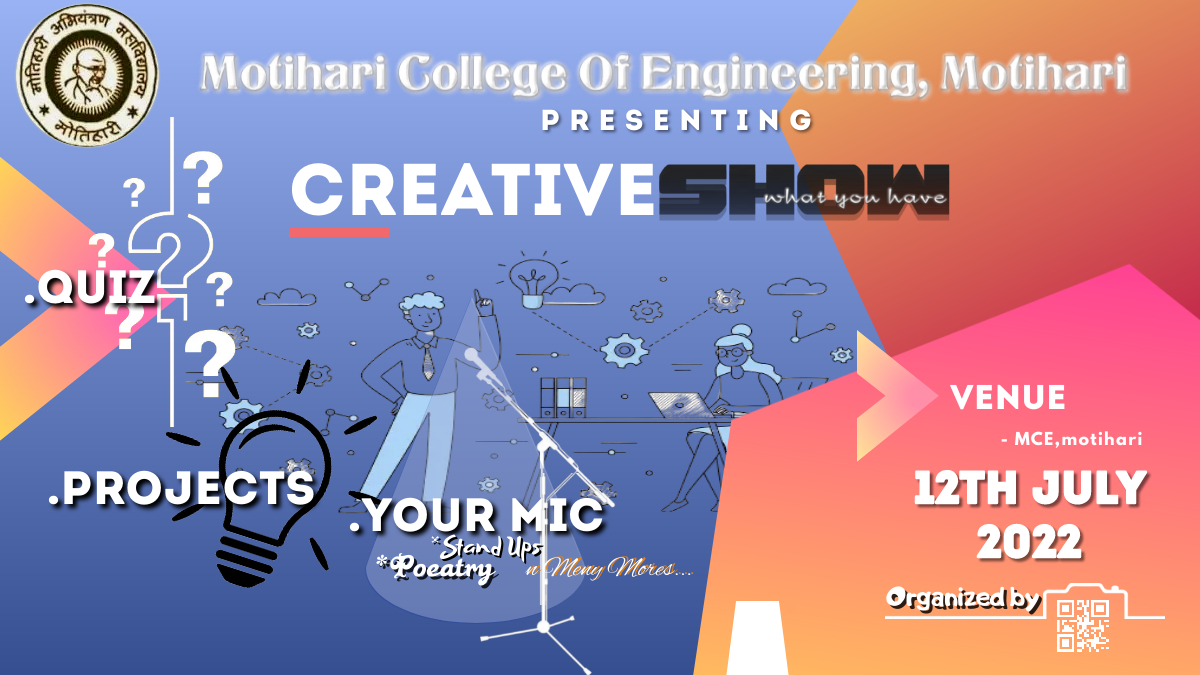 मोतिहारी अभियंत्रण महाविद्यालय
मोतिहारी
Motihari College Of Engineering, Motihari
PRESENTING
CREATIVE SHOW
what you have
? ?
?
? ?
.QUIZ
?
?
.PROJECTS
.YOUR MIC
*Stand Ups
*Poeatry
n Meny Mores....
VENUE
- MCE,motihari
12TH JULY
2022
Organized by